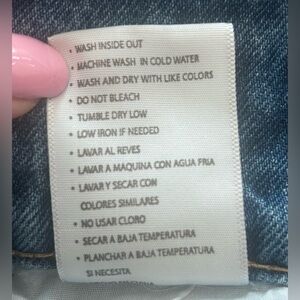 • WASH INSIDE OUT
• MACHINE WASH IN COLD WATER
• WASH AND DRY WITH LIKE COLORS
• DO NOT BLEACH
• TUMBLE DRY LOW
• LOW IRON IF NEEDED
• LAVAR AL REVES
• LAVAR A MAQUINA CON AGUA FRIA
• LAVAR Y SECAR CON
COLORES SIMILARES
• NO USAR CLORO
• SECAR A BAJA TEMPERATURA
• PLANCHAR A BAJA TEMPERATURA
SI NECESITA